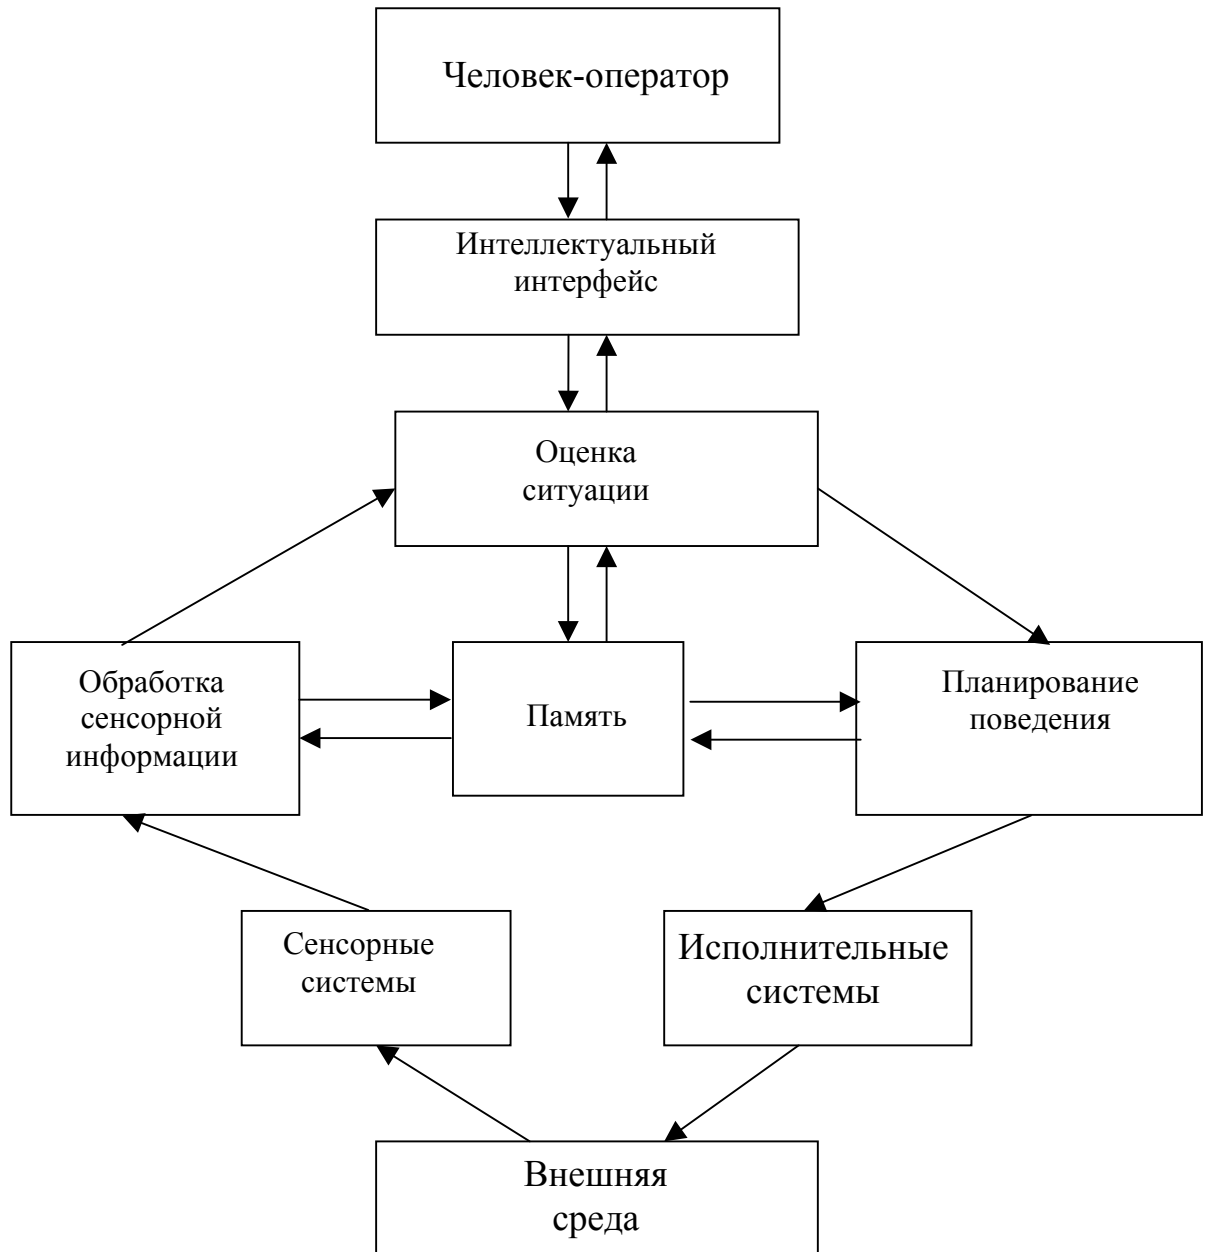 Человек-оператор
Интеллектуальный
интерфейс
Оценка
ситуации
Обработка
сенсорной
информации
Память
Планирование
поведения
Сенсорные
системы
Исполнительные
системы
Внешняя
среда